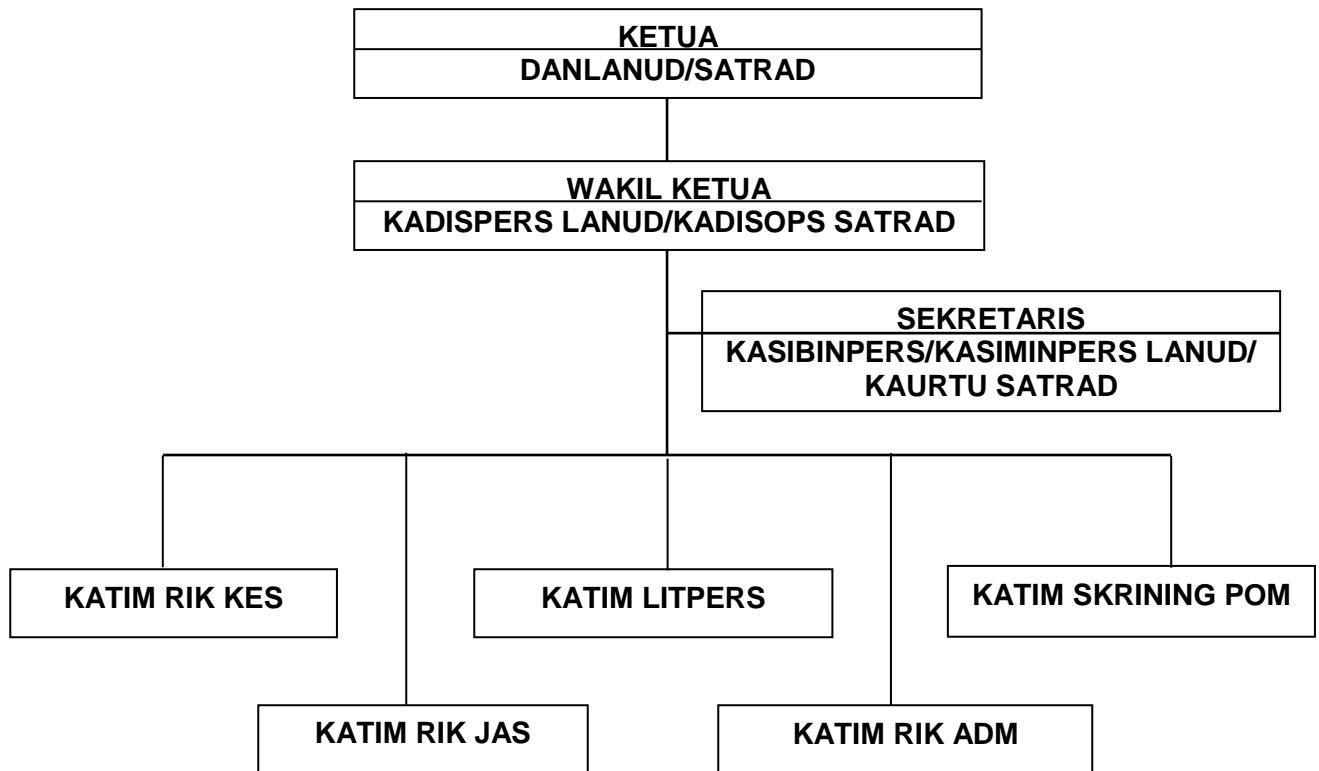 KETUA
DANLANUD/SATRAD
WAKIL KETUA
KADISPERS LANUD/KADISOPS SATRAD
SEKRETARIS
KASIBINPERS/KASIMINPERS LANUD/
KAURTU SATRAD
KATIM RIK KES
KATIM LITPERS
KATIM SKRINING POM
KATIM RIK JAS
KATIM RIK ADM